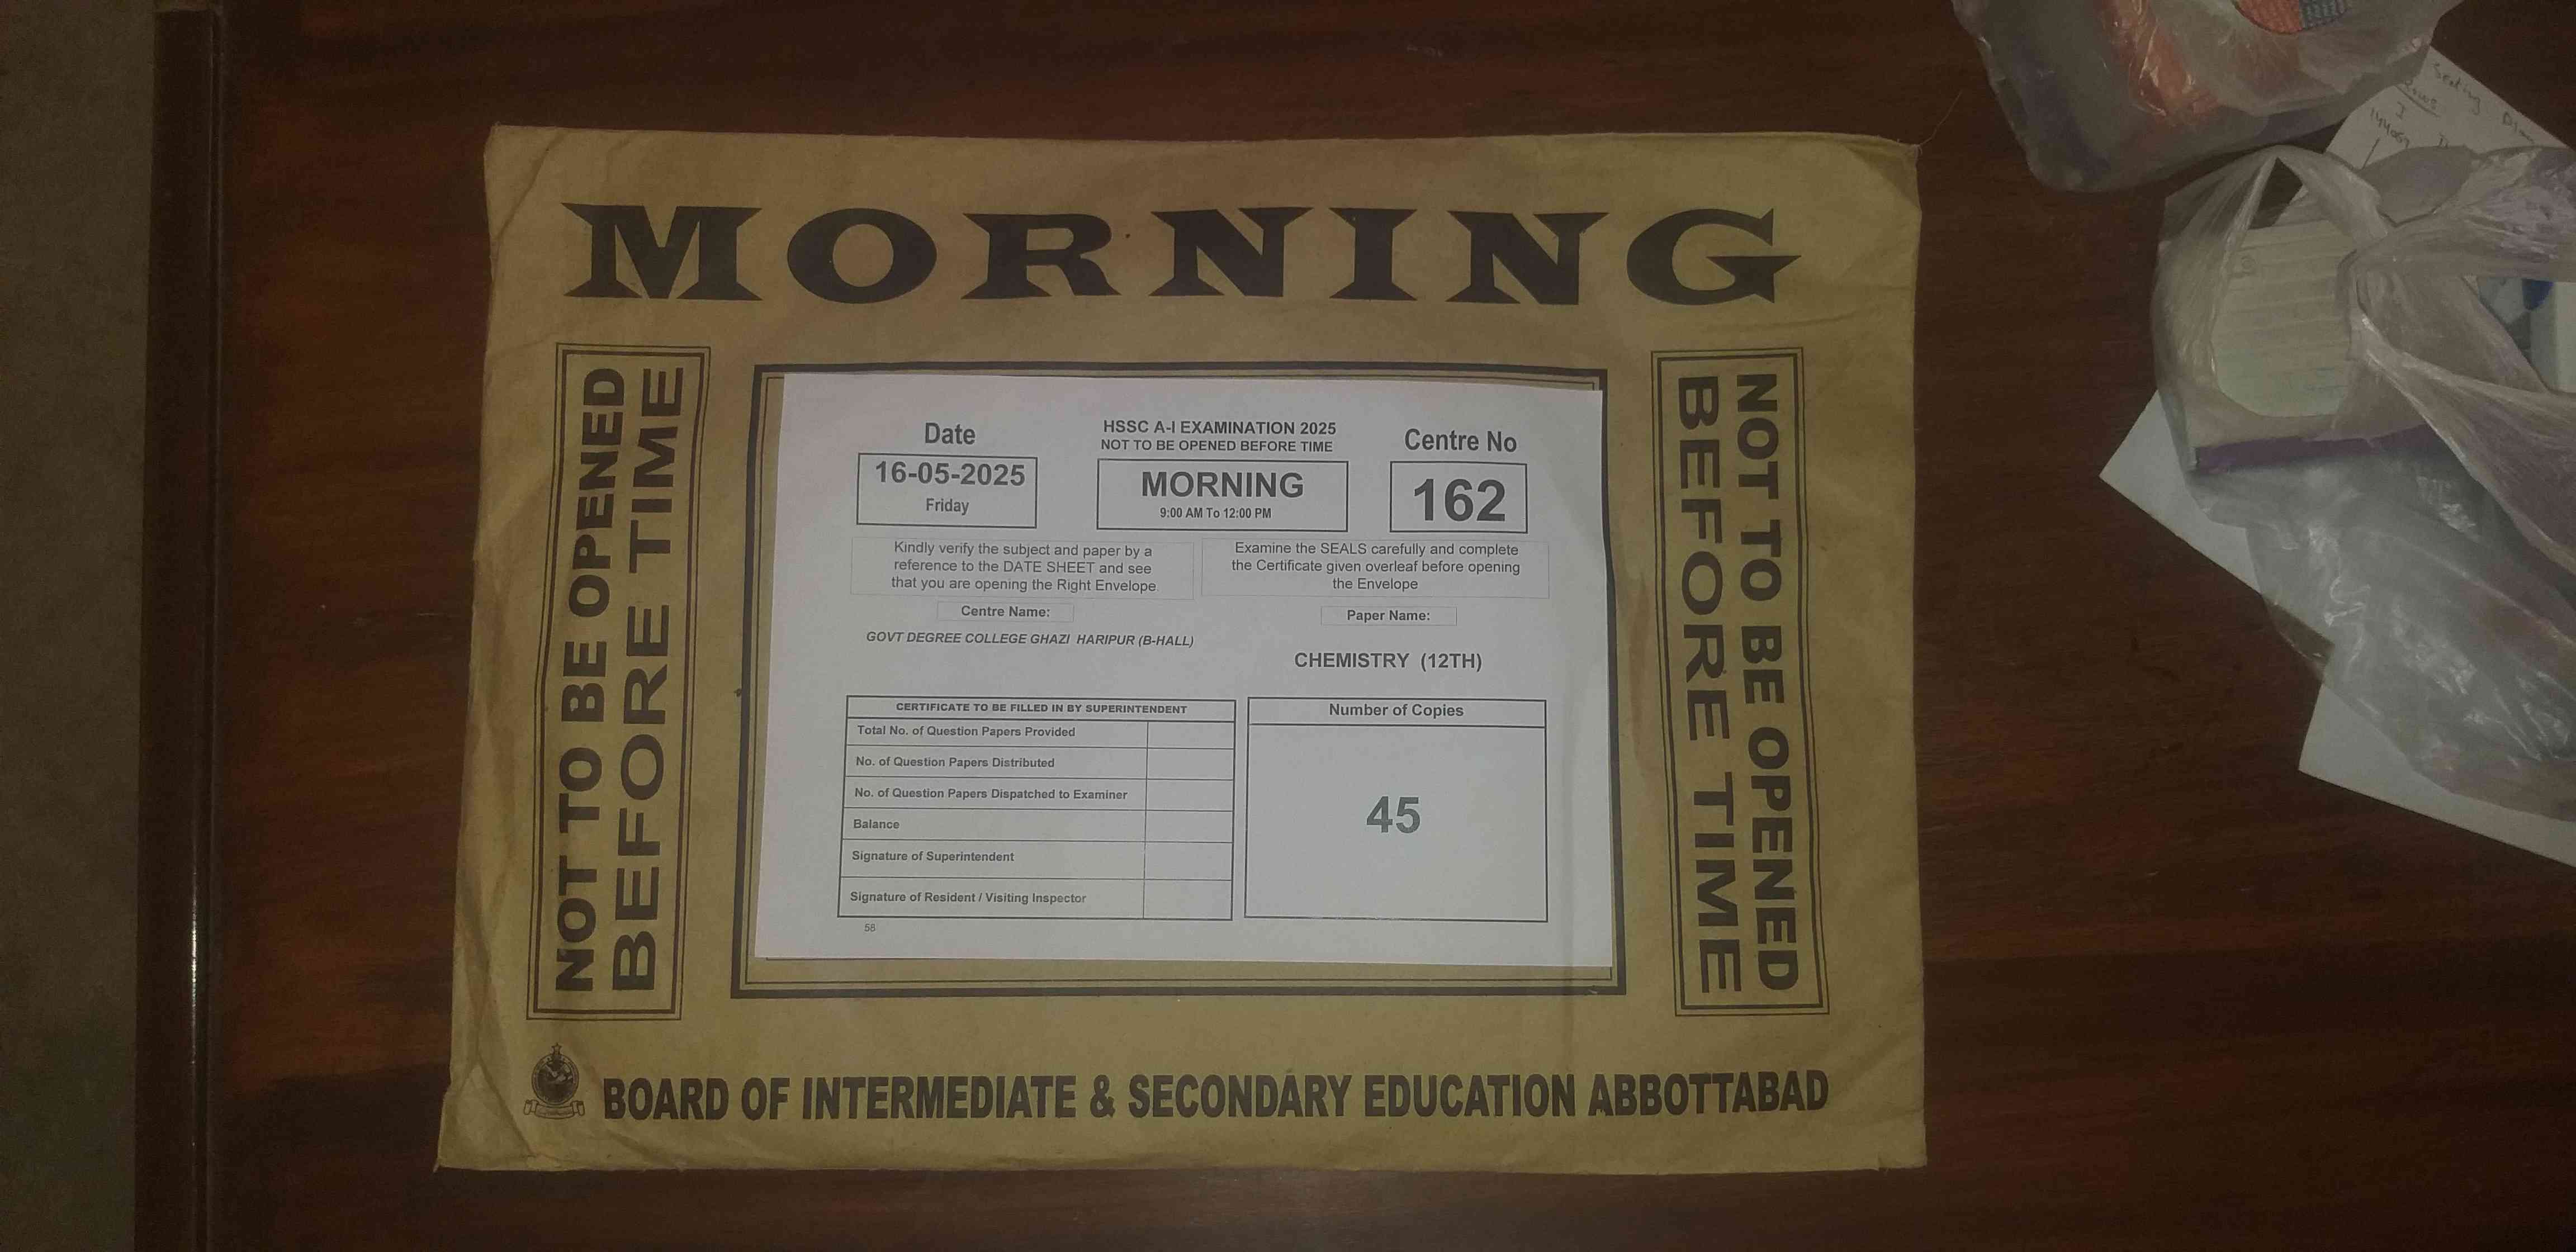 MORNING
NOT TO BE OPENED
BEFORE TIME
Date
16-05-2025
Friday
HSSC A-I EXAMINATION 2025
NOT TO BE OPENED BEFORE TIME
MORNING
9:00 AM To 12:00 PM
Centre No
162
Kindly verify the subject and paper by a
reference to the DATE SHEET and see
that you are opening the Right Envelope.
Examine the SEALS carefully and complete
the Certificate given overleaf before opening
the Envelope
Centre Name:
GOVT DEGREE COLLEGE GHAZI HARIPUR (B-HALL)
Paper Name:
CHEMISTRY (12TH)
CERTIFICATE TO BE FILLED IN BY SUPERINTENDENT
Total No. of Question Papers Provided
No. of Question Papers Distributed
No. of Question Papers Dispatched to Examiner
Balance
Signature of Superintendent
Signature of Resident / Visiting Inspector
58
Number of Copies
45
NOT TO BE OPENED
BEFORE TIME
BOARD OF INTERMEDIATE & SECONDARY EDUCATION ABBOTTABAD
Seating